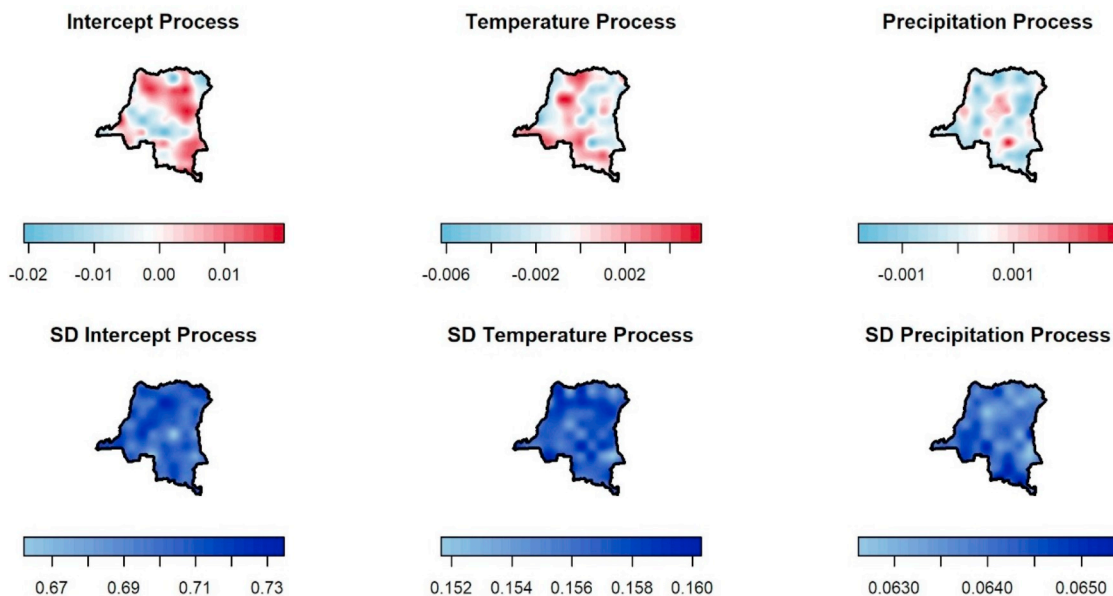 Intercept Process
Temperature Process
Precipitation Process
-0.02 -0.01 0.00 0.01
-0.006 -0.002 0.002
-0.001 0.001
SD Intercept Process
SD Temperature Process
SD Precipitation Process
0.67 0.69 0.71 0.73
0.152 0.154 0.156 0.158 0.160
0.0630 0.0640 0.0650